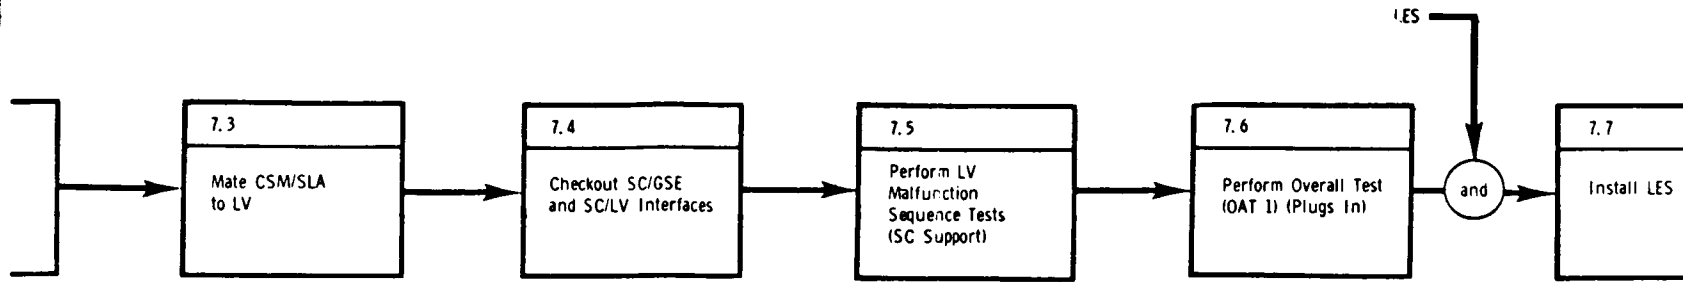 LES
7.3
Mate CSM/SLA
to LV
7.4
Checkout SC/GSE
and SC/LV Interfaces
7.5
Perform LV
Malfunction
Sequence Tests
(SC Support)
7.6
Perform Overall Test
(OAT 1) (Plugs In)
and
7.7
Install LES